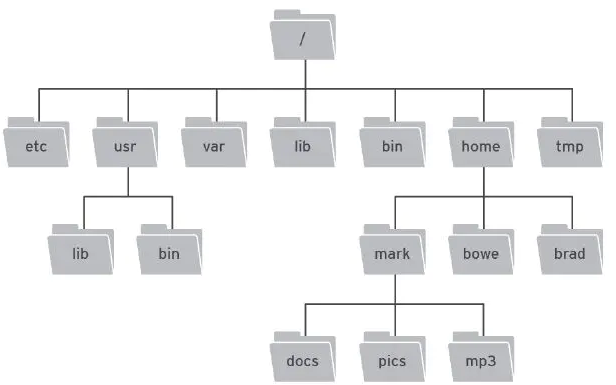 /
etc usr var lib bin home tmp
lib bin mark bowe brad
docs pics mp3